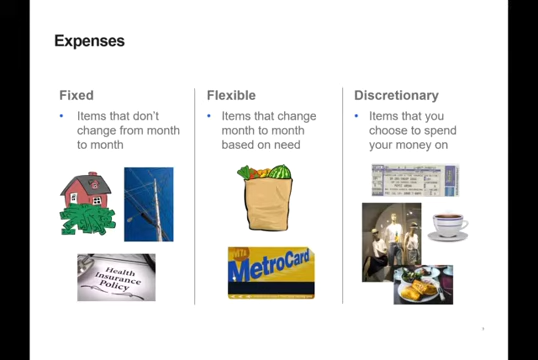 Expenses
Fixed
• Items that don't
change from month
to month
Flexible
• Items that change
month to month
based on need
Discretionary
• Items that you
choose to spend
your money on
Health
Insurance
Policy
MTA
MetroCard